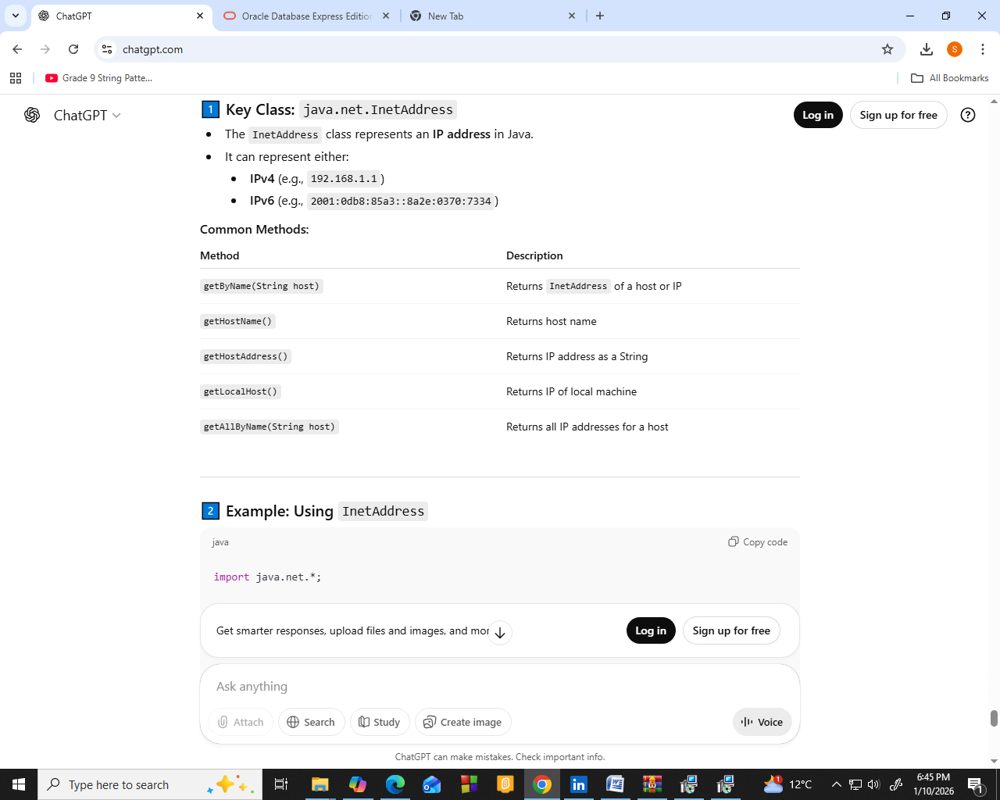 ChatGPT
Oracle Database Express Edition
New Tab
chatgpt.com
S
Grade 9 String Patte...
All Bookmarks
ChatGPT
Log in
Sign up for free
1 Key Class: java.net.InetAddress
The InetAddress class represents an IP address in Java.
It can represent either:
IPv4 (e.g., 192.168.1.1)
IPv6 (e.g., 2001:0db8:85a3::8a2e:0370:7334)
Common Methods:
Method Description
getByName(String host) Returns InetAddress of a host or IP
getHostName() Returns host name
getHostAddress() Returns IP address as a String
getLocalHost() Returns IP of local machine
getAllByName(String host) Returns all IP addresses for a host
2 Example: Using InetAddress
java Copy code
import java.net.*;
Get smarter responses, upload files and images, and
Log in
Sign up for free
Ask anything
Attach Search Study Create image Voice
ChatGPT can make mistakes. Check important info.
Type here to search
1
12°C
6:45 PM
1/10/2026
1